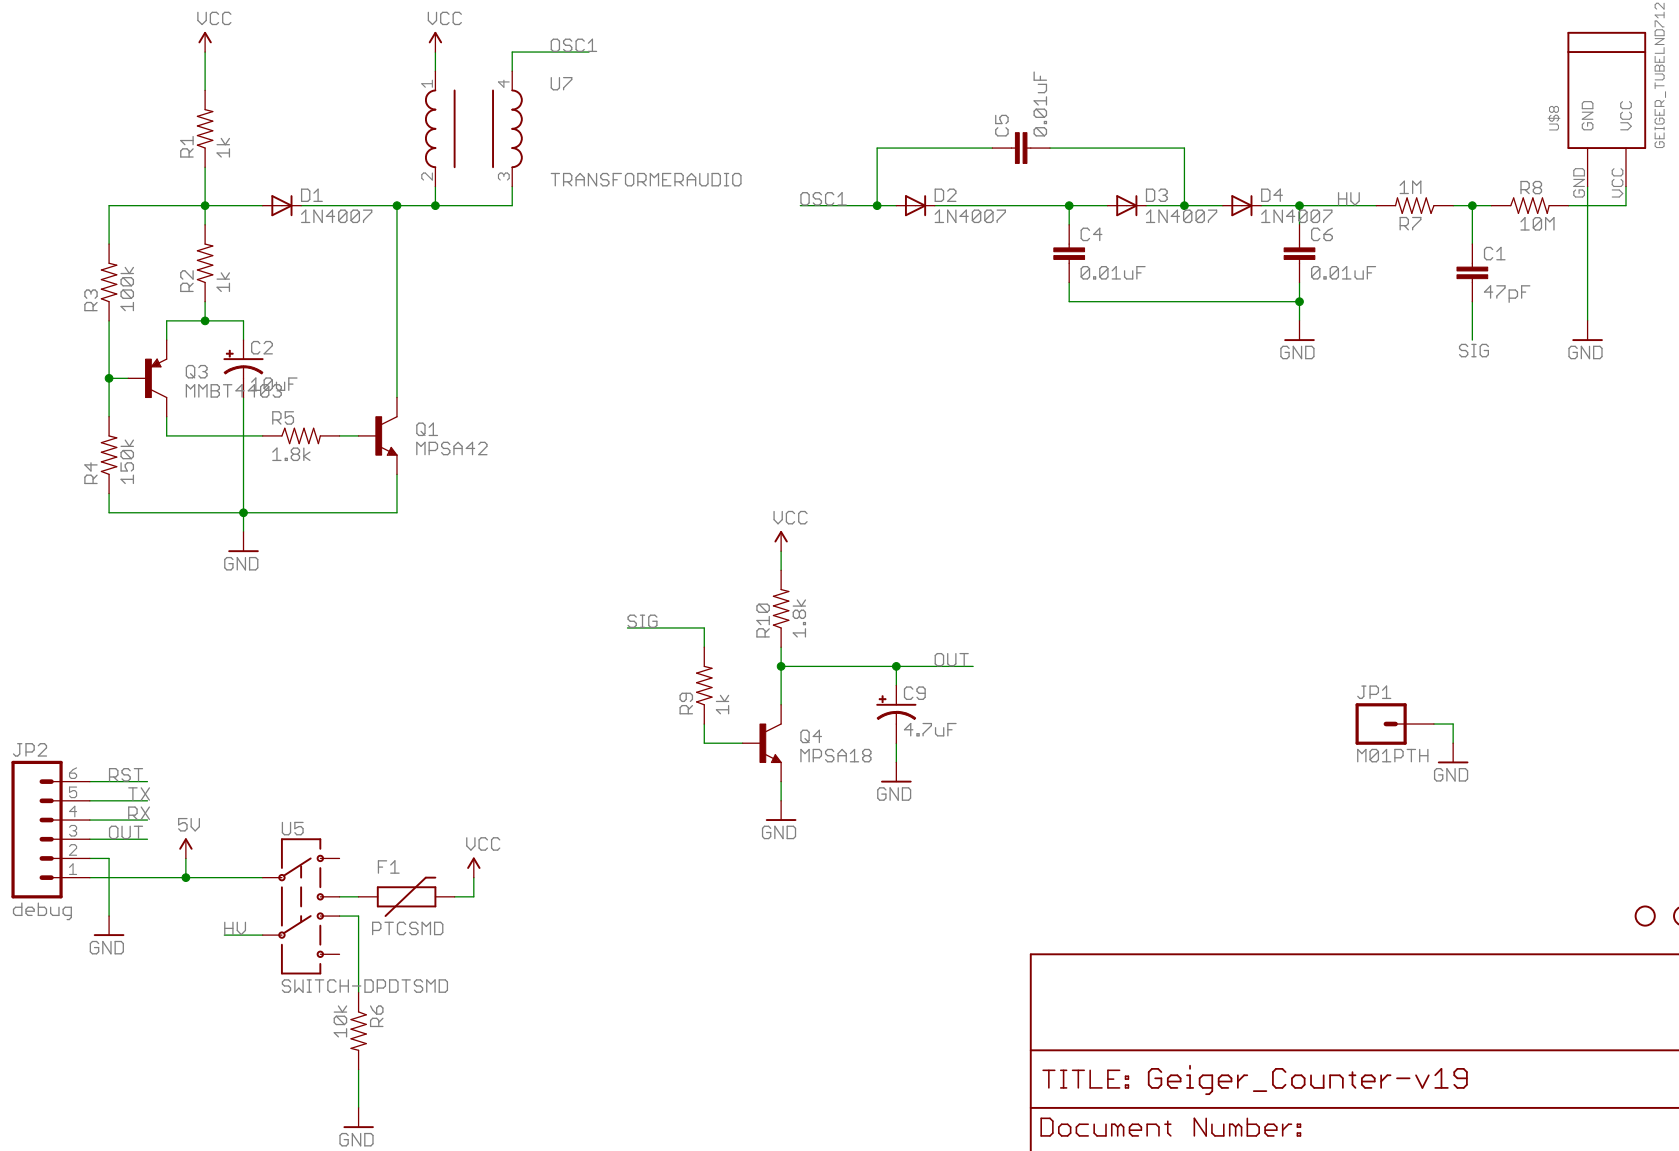 VCC
R1
1k
R3
100k
R2
1k
D1
1N4007
Q3
MMBT4403
C2
10uF
R4
150k
R5
1.8k
Q1
MPSA42
GND
VCC
1
2
4
3
OSC1
U7
TRANSFORMERAUDIO
OSC1
C5
0.01uF
D2
1N4007
D3
1N4007
D4
1N4007
C4
0.01uF
C6
0.01uF
GND
HV
1M
R7
R8
10M
C1
47pF
SIG
U$8
GND
VCC
GEIGER_TUBELND712
GND
VCC
GND
VCC
R10
1.8k
SIG
R9
1k
OUT
C9
4.7uF
Q4
MPSA18
GND
GND
JP1
M01PTH
GND
JP2
6
RST
5
TX
4
RX
3
OUT
2
1
debug
GND
5V
U5
HV
F1
PTCSMD
VCC
SWITCH-DPDTSMD
10k
R6
GND
TITLE: Geiger_Counter-v19
Document Number: